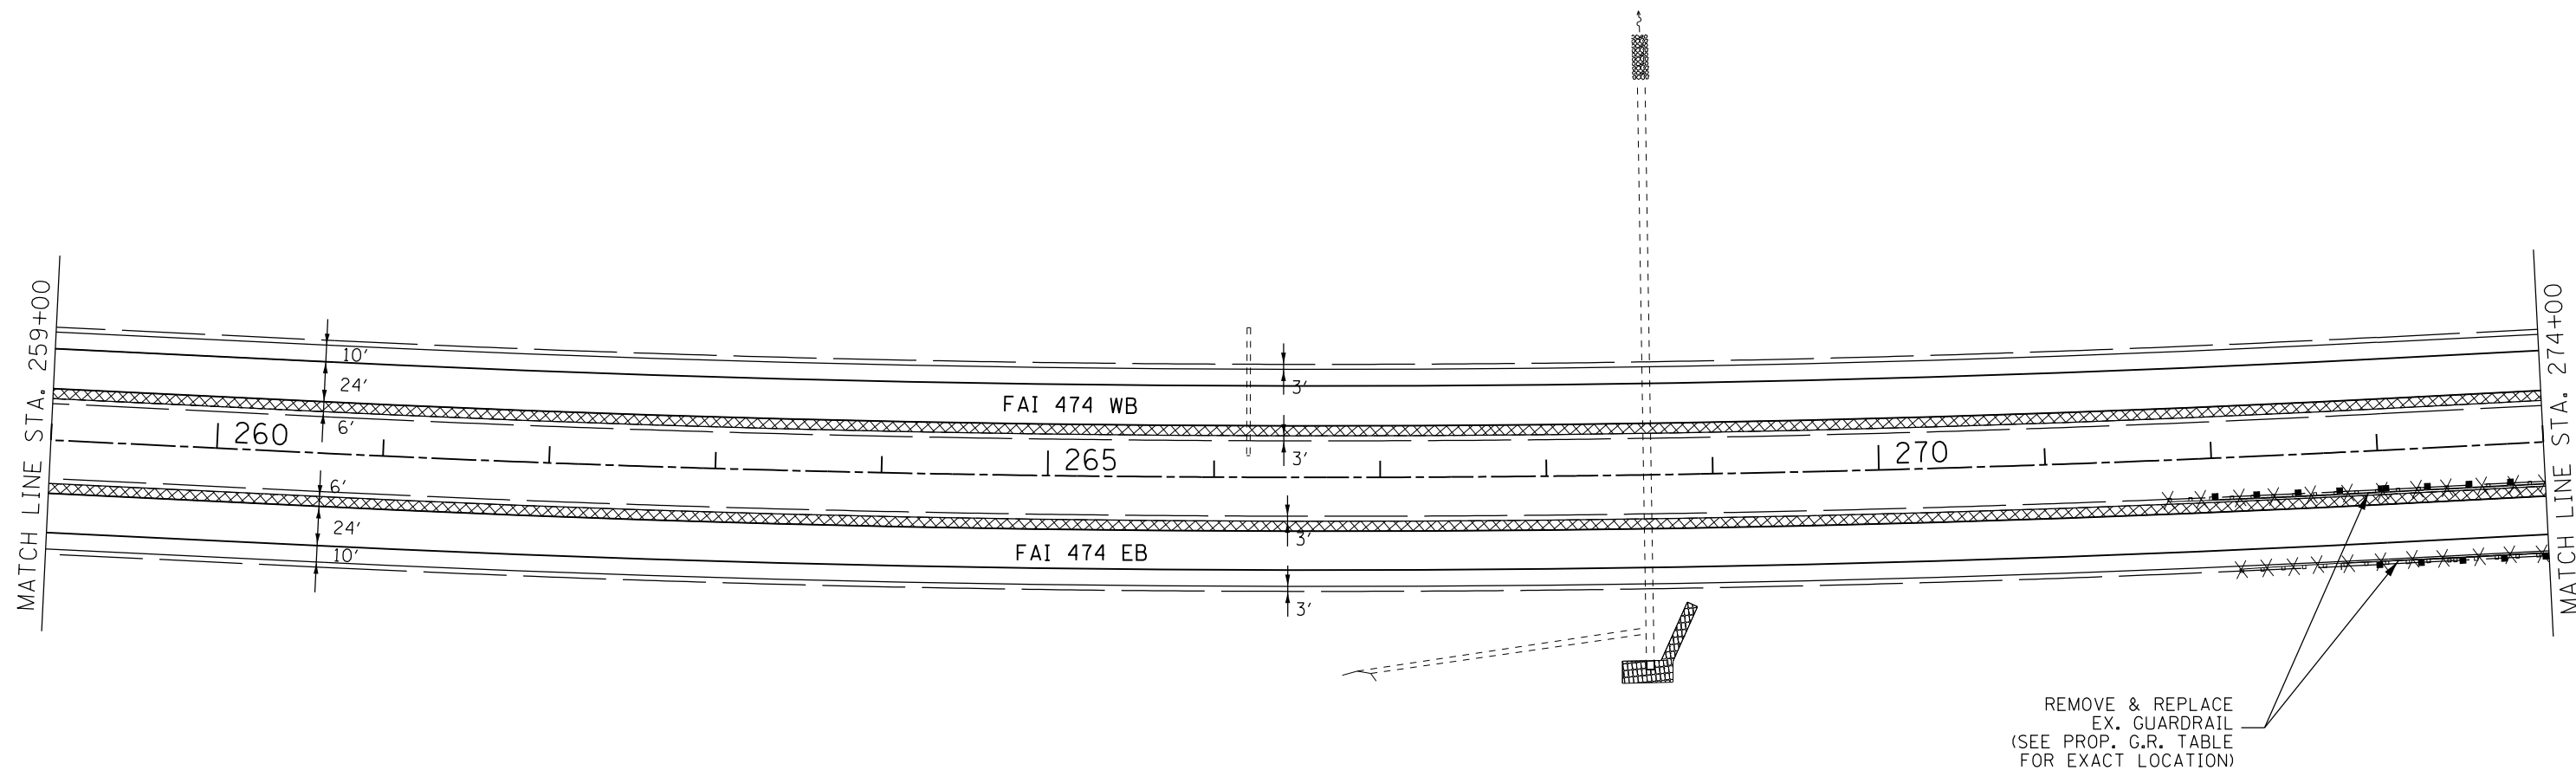 MATCH LINE STA. 259+00
10'
24'
6'
6'
24'
10'
260
FAI 474 WB
265
FAI 474 EB
3'
3'
3'
3'
270
REMOVE & REPLACE
EX. GUARDRAIL
(SEE PROP. G.R. TABLE
FOR EXACT LOCATION)
MATCH LINE STA. 274+00